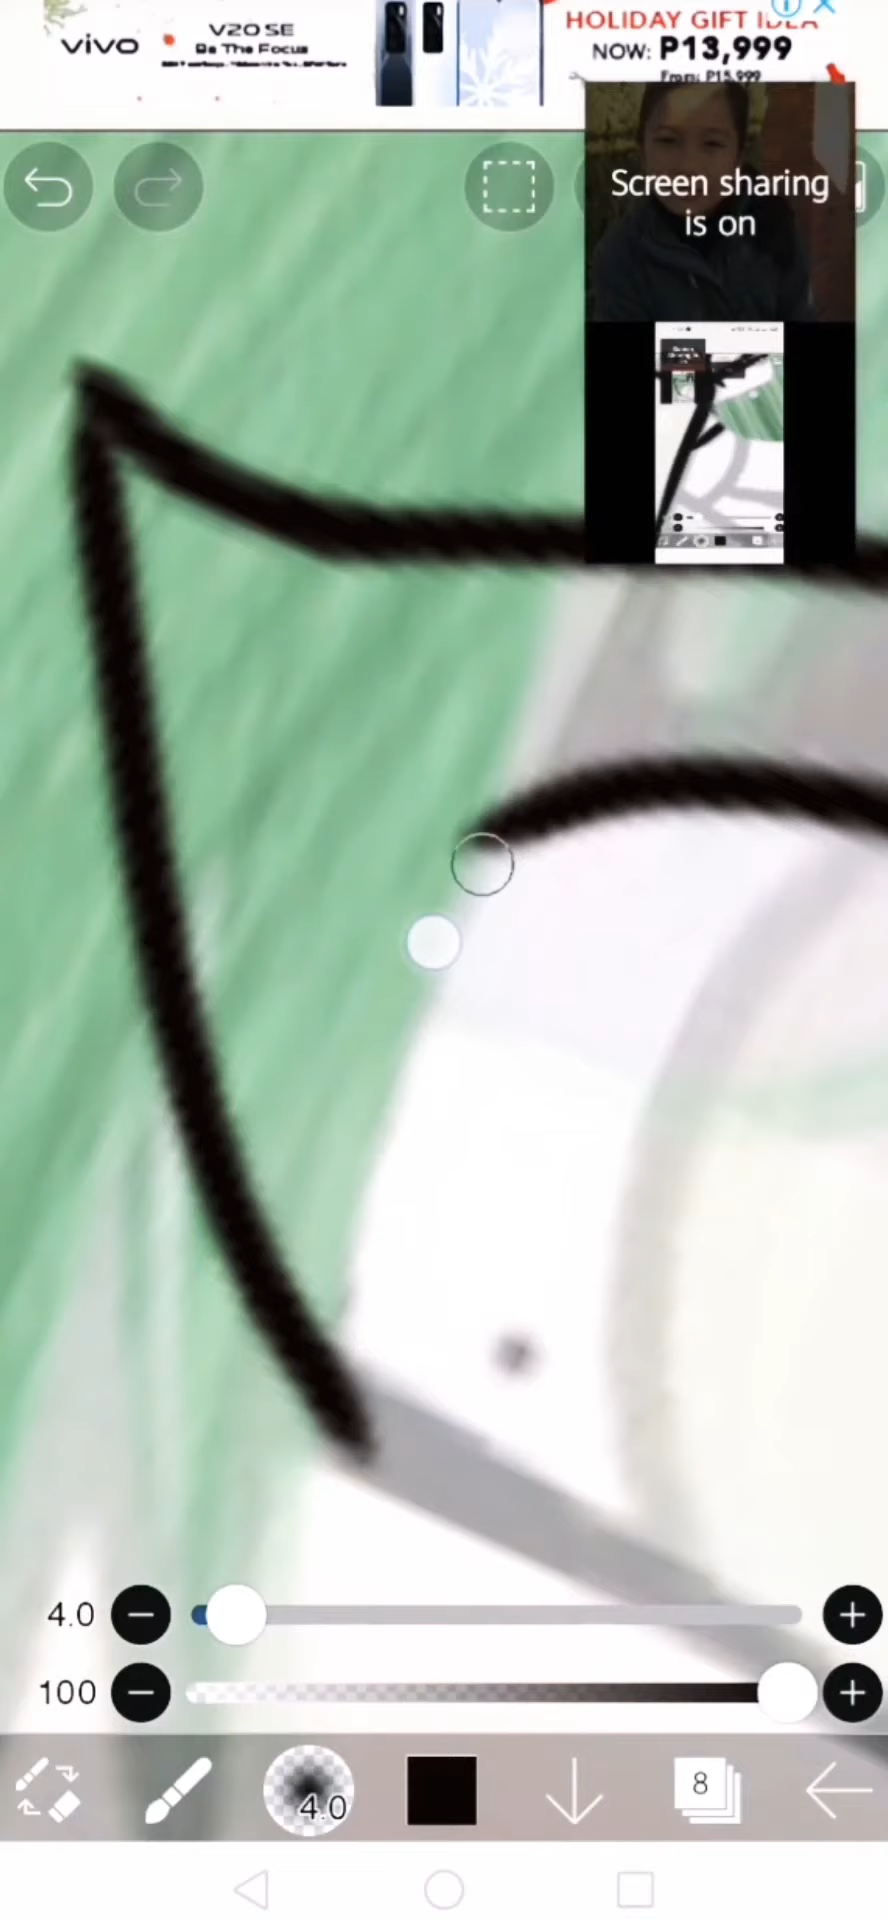 vivo
V20 SE
Be The Focus
HOLIDAY GIFT IDEA
NOW: P13,999
From: P15,999
Screen sharing
is on
4.0
100
4.0
8